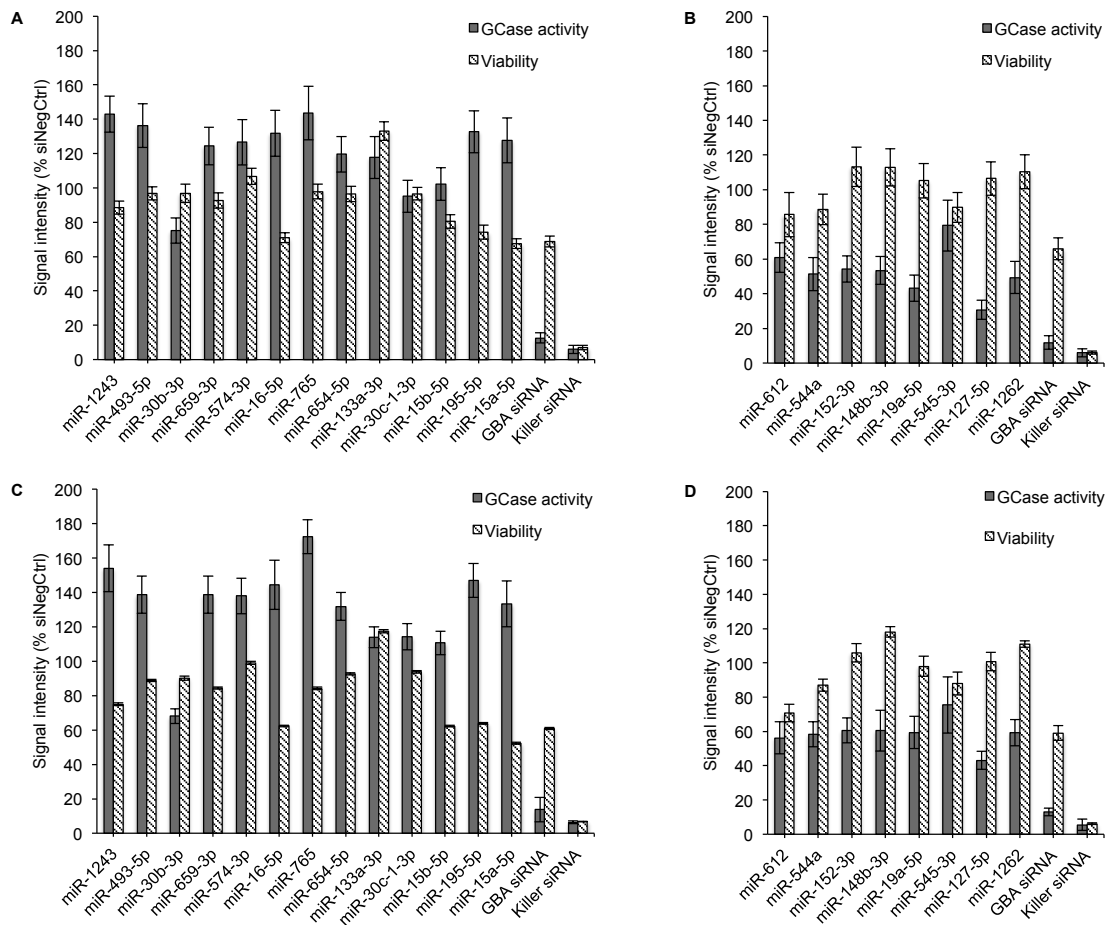 A
GCase activity
Viability
Signal intensity (% siNegCtrl)
200
180
160
140
120
100
80
60
40
20
0
miR-1243
miR-493-5p
miR-30b-3p
miR-659-3p
miR-574-3p
miR-16-5p
miR-765
miR-654-5p
miR-133a-3p
miR-30c-1-3p
miR-15b-5p
miR-195-5p
miR-15a-5p
GBA siRNA
Killer siRNA
B
GCase activity
Viability
Signal intensity (% siNegCtrl)
200
180
160
140
120
100
80
60
40
20
0
miR-612
miR-544a
miR-152-3p
miR-148b-3p
miR-19a-5p
miR-545-3p
miR-127-5p
miR-1262
GBA siRNA
Killer siRNA
C
GCase activity
Viability
Signal intensity (% siNegCtrl)
200
180
160
140
120
100
80
60
40
20
0
miR-1243
miR-493-5p
miR-30b-3p
miR-659-3p
miR-574-3p
miR-16-5p
miR-765
miR-654-5p
miR-133a-3p
miR-30c-1-3p
miR-15b-5p
miR-195-5p
miR-15a-5p
GBA siRNA
Killer siRNA
D
GCase activity
Viability
Signal intensity (% siNegCtrl)
200
180
160
140
120
100
80
60
40
20
0
miR-612
miR-544a
miR-152-3p
miR-148b-3p
miR-19a-5p
miR-545-3p
miR-127-5p
miR-1262
GBA siRNA
Killer siRNA